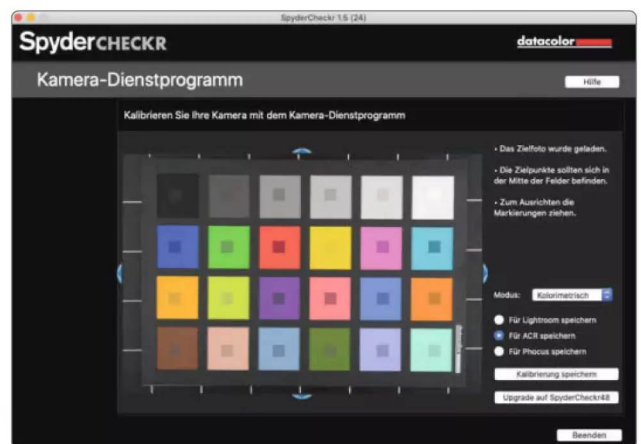 SpyderCheckr 1.5 (24)
SpyderCHECKR
datacolor
Kamera-Dienstprogramm
Hilfe
Kalibrieren Sie Ihre Kamera mit dem Kamera-Dienstprogramm
• Das Zielfoto wurde geladen.
• Die Zielpunkte sollten sich in
der Mitte der Felder befinden.
• Zum Ausrichten die
Markierungen ziehen.
Modus: Kolorimetrisch
Für Lightroom speichern
Für ACR speichern
Für Phocus speichern
Kalibrierung speichern
Upgrade auf SpyderCheckr48
Beenden